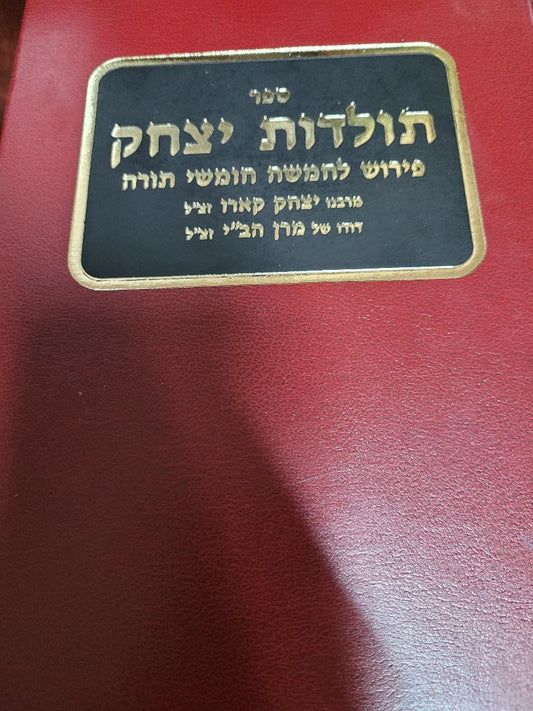 ספר
תולדות יצחק
פירוש לחמשה חומשי תורה
מרבנו יצחק קארו זצ״ל
דודו של מרן הב״י זצ״ל